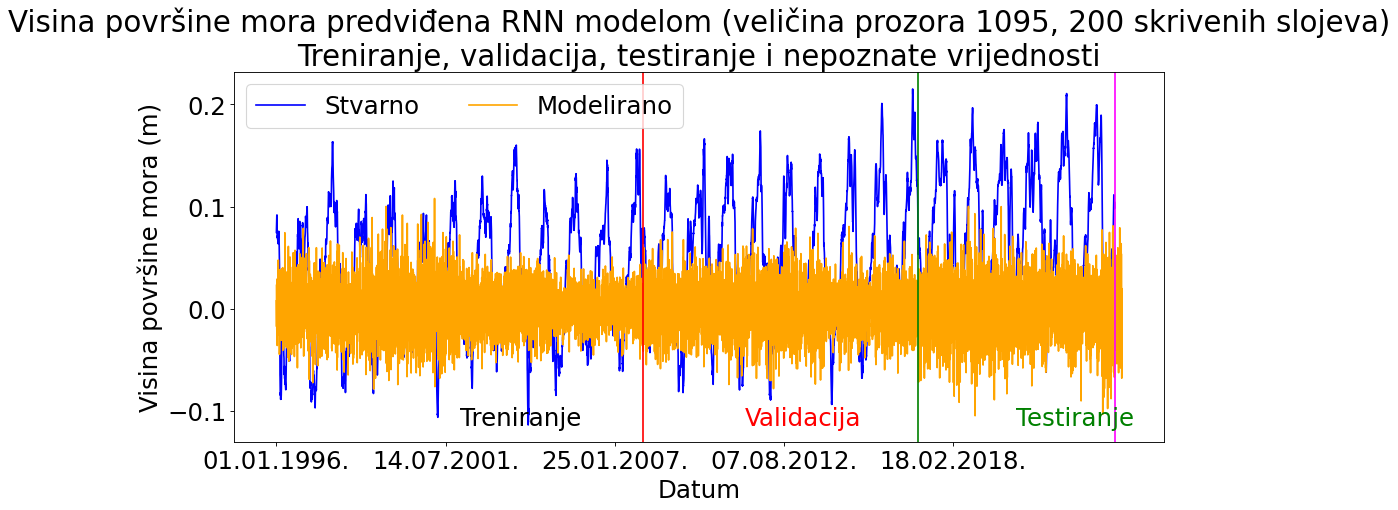 Visina površine mora predviđena RNN modelom (veličina prozora 1095, 200 skrivenih slojeva)
Treniranje, validacija, testiranje i nepoznate vrijednosti
Stvarno Modelirano
Visina površine mora (m)
0.2
0.1
0.0
−0.1
Treniranje Validacija Testiranje
01.01.1996. 14.07.2001. 25.01.2007. 07.08.2012. 18.02.2018.
Datum